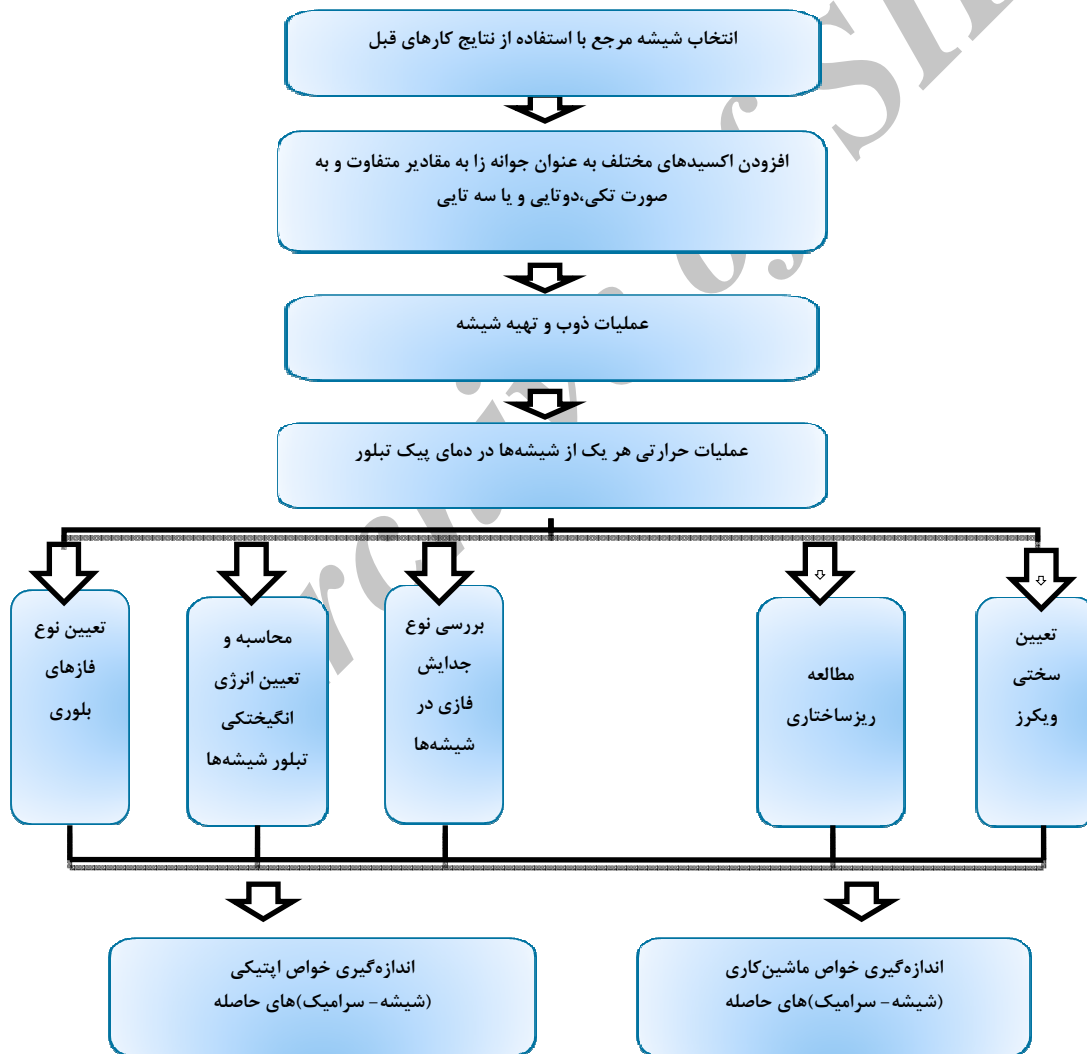 انتخاب شیشه مرجع با استفاده از نتایج کارهای قبل
افزودن اکسیدهای مختلف به عنوان جوانه زا به مقادیر متفاوت و به
صورت تکی،دوتایی و یا سه تایی
عملیات ذوب و تهیه شیشه
عملیات حرارتی هر یک از شیشه‌ها در دمای پیک تبلور
تعیین
سختی
ویکرز
مطالعه
ریزساختاری
بررسی نوع
جدایش
فازی در
شیشه‌ها
محاسبه و
تعیین انرژی
انگیختکی
تبلور شیشه‌ها
تعیین نوع
فازهای
بلوری
اندازه‌گیری خواص ماشین‌کاری
(شیشه- سرامیک)های حاصله
اندازه‌گیری خواص اپتیکی
(شیشه- سرامیک)های حاصله
Archive of SI